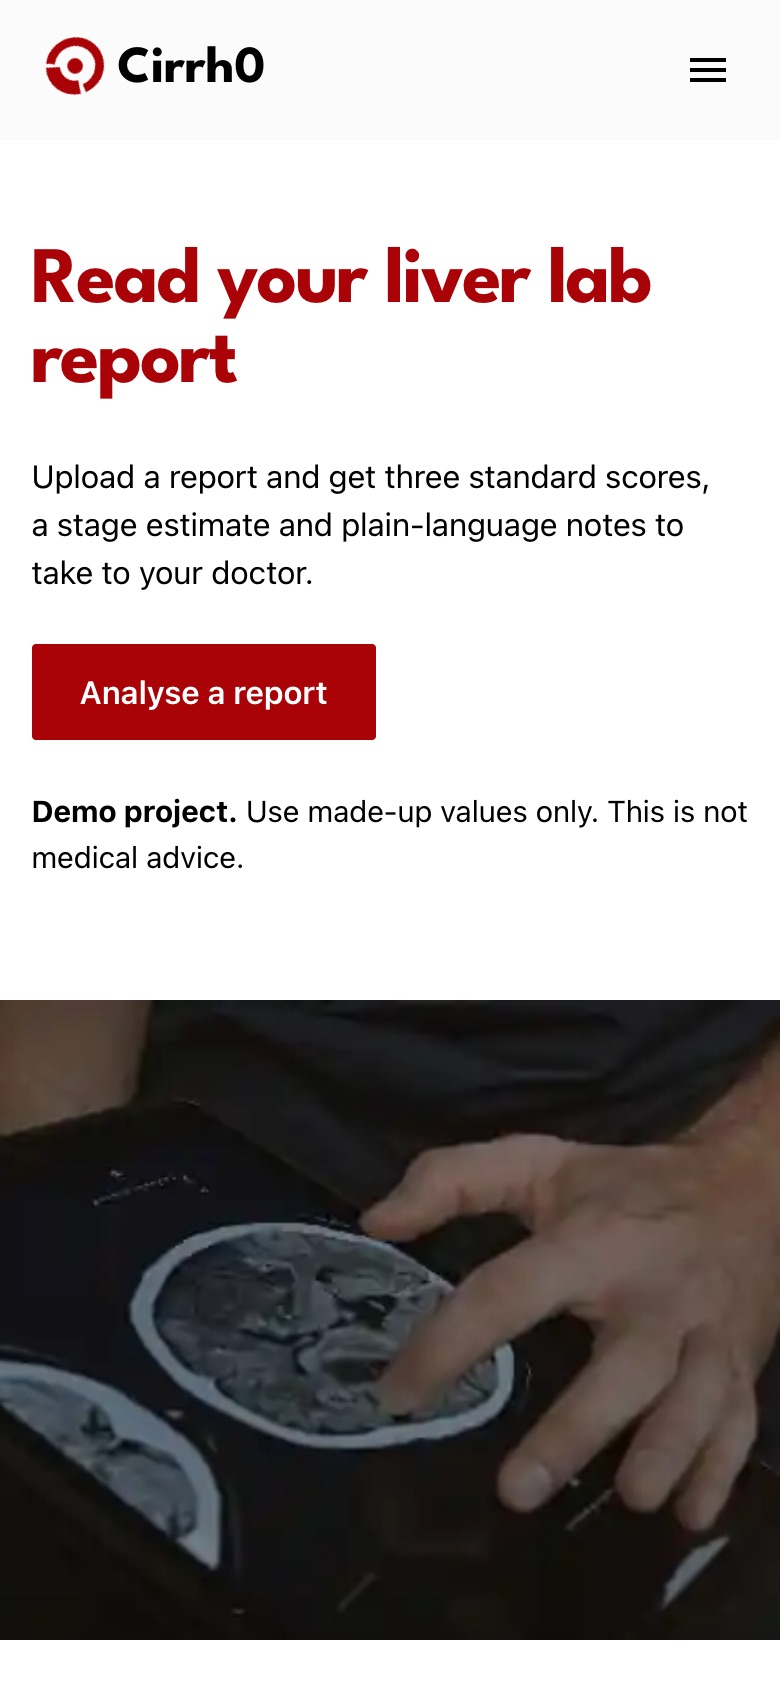 Cirrh0
Read your liver lab
report
Upload a report and get three standard scores,
a stage estimate and plain-language notes to
take to your doctor.
Analyse a report
Demo project. Use made-up values only. This is not
medical advice.